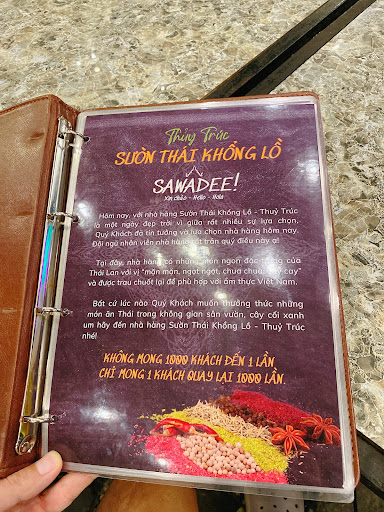 Thủy Trúc
SƯỜN THÁI KHỔNG LỒ
SAWADEE!
Xin chào - Hello - Hola
Hôm nay, với nhà hàng Sườn Thái Khổng Lồ - Thuỷ Trúc
là một ngày đẹp trời vì giữa rất nhiều sự lựa chọn,
Quý Khách đã tin tưởng và lựa chọn nhà hàng hôm nay.
Đội ngũ nhân viên nhà hàng rất trân quý điều này ạ!
Tại đây, nhà hàng có những món ngon đặc trưng của
Thái Lan với vị "mằn mặn, ngọt ngọt, chua chua, cay cay"
và được trau chuốt lại để phù hợp với ẩm thực Việt Nam.
Bất cứ lúc nào Quý Khách muốn thưởng thức những
món ăn Thái trong không gian sân vườn, cây cối xanh
um hãy đến nhà hàng Sườn Thái Khổng Lồ - Thuỷ Trúc
nhé!
KHÔNG MONG 1000 KHÁCH ĐẾN 1 LẦN
CHỈ MONG 1 KHÁCH QUAY LẠI 1000 LẦN.